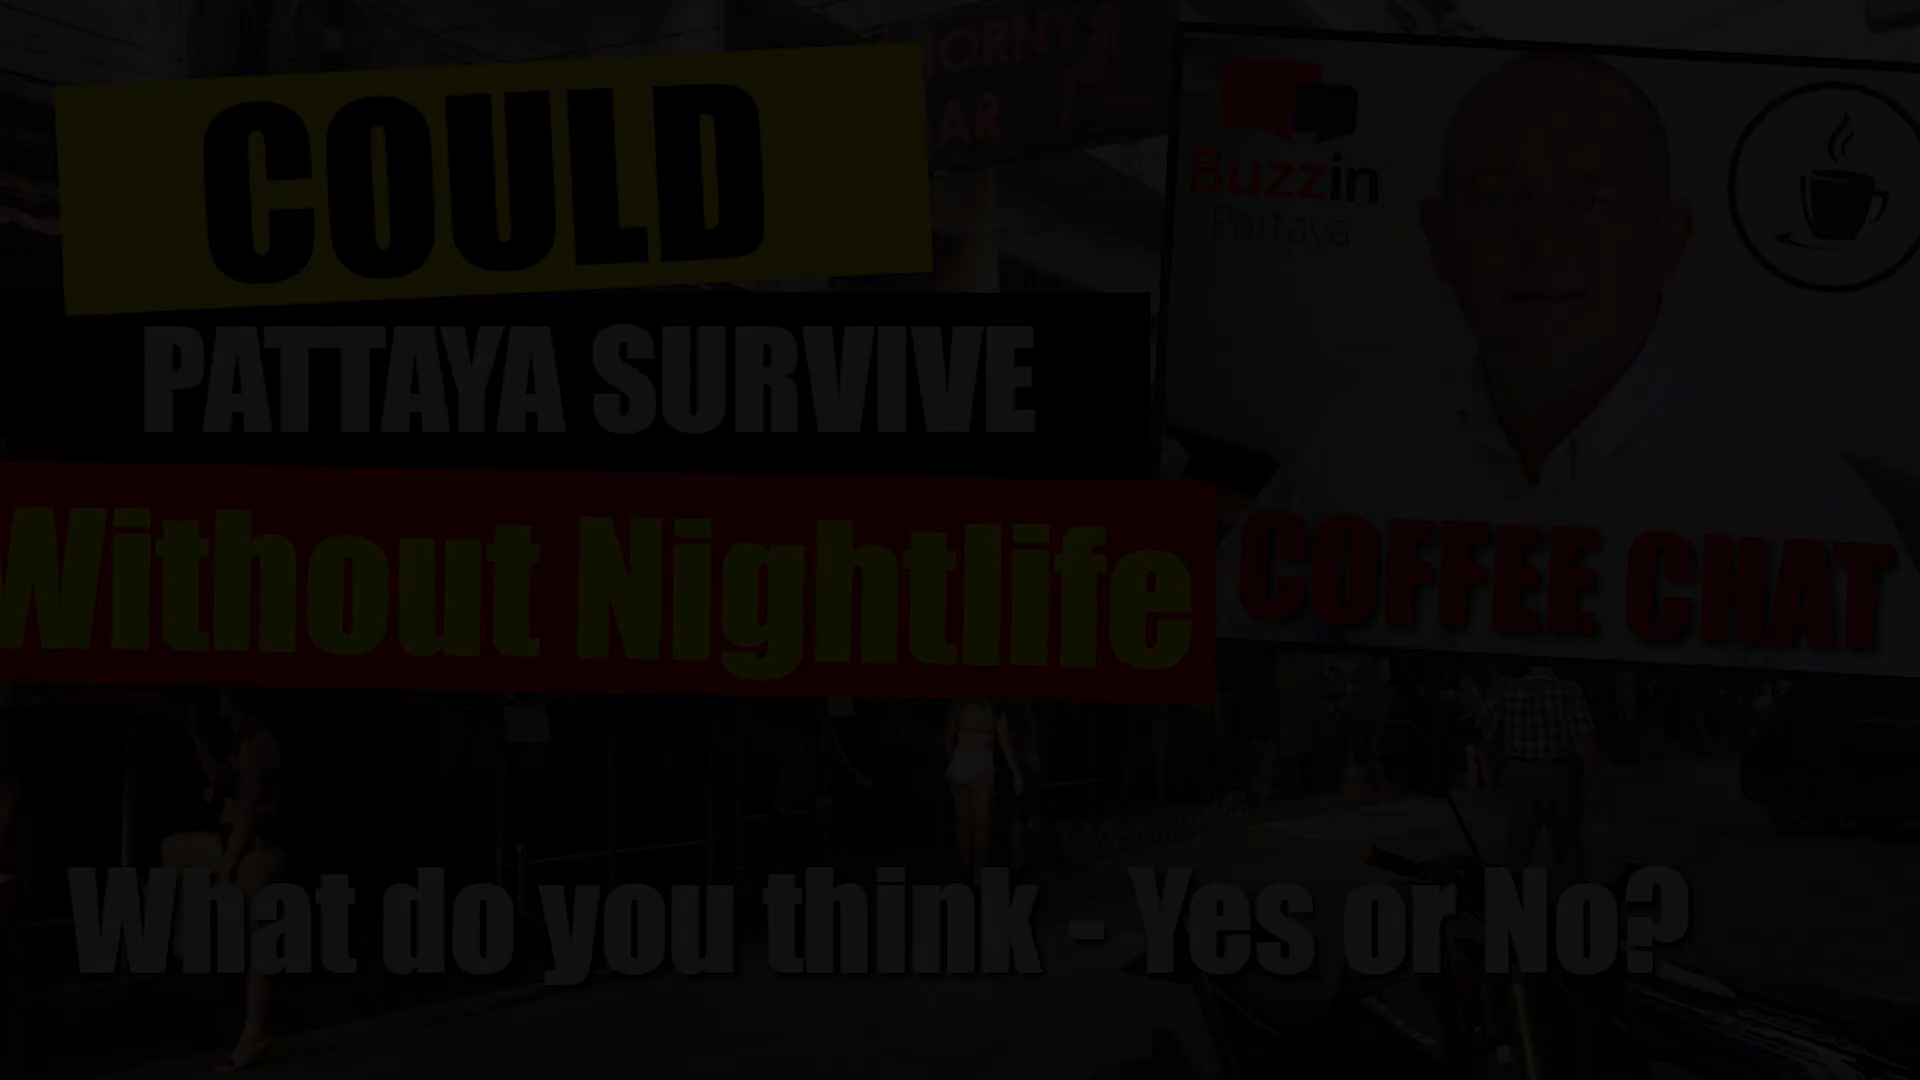 COULD
PATTAYA SURVIVE
Without Nightlife
Buzzin
Pattaya
COFFEE CHAT
What do you think - Yes or No?